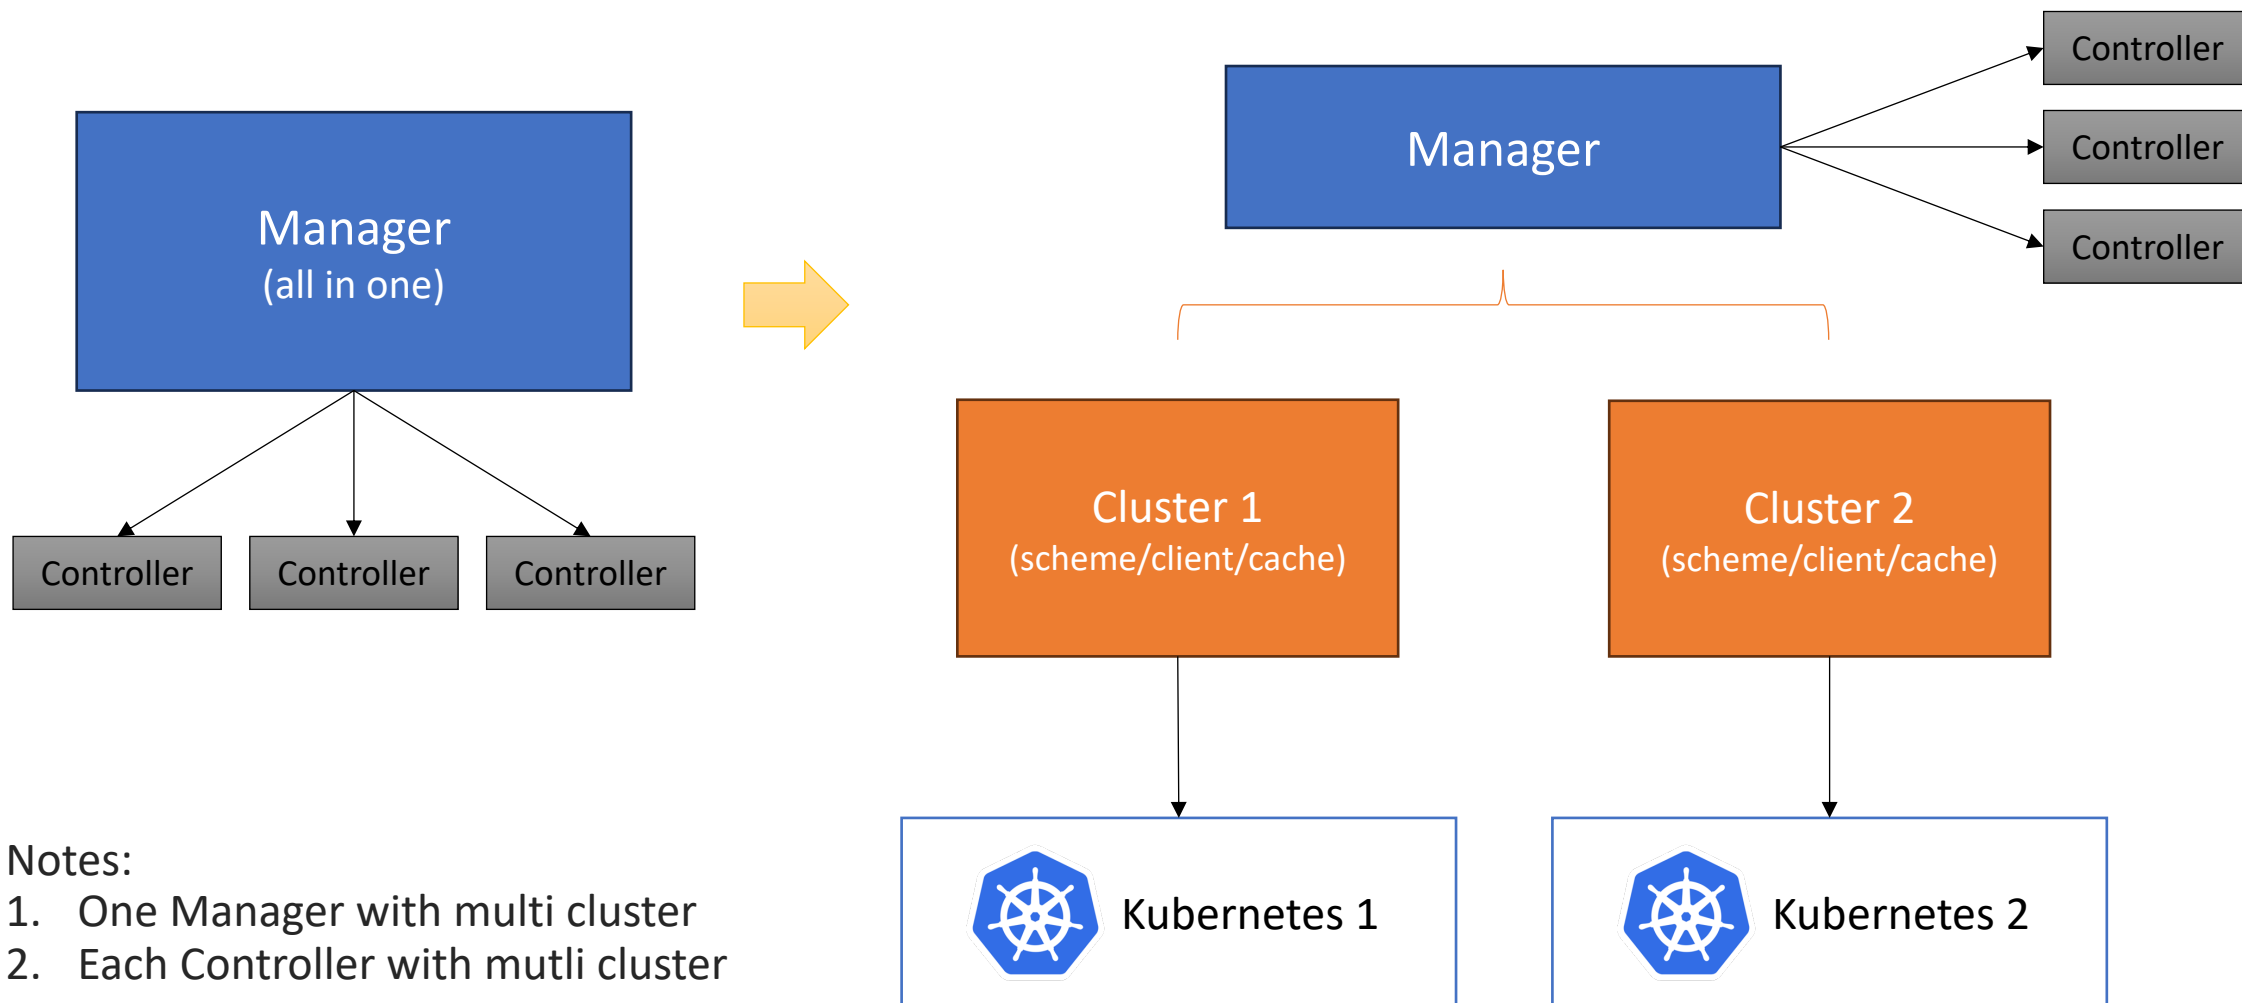 Manager
(all in one)
Controller
Controller
Controller
Manager
Controller
Controller
Controller
Cluster 1
(scheme/client/cache)
Cluster 2
(scheme/client/cache)
Kubernetes 1
Kubernetes 2
Notes:
1. One Manager with multi cluster
2. Each Controller with mutli cluster